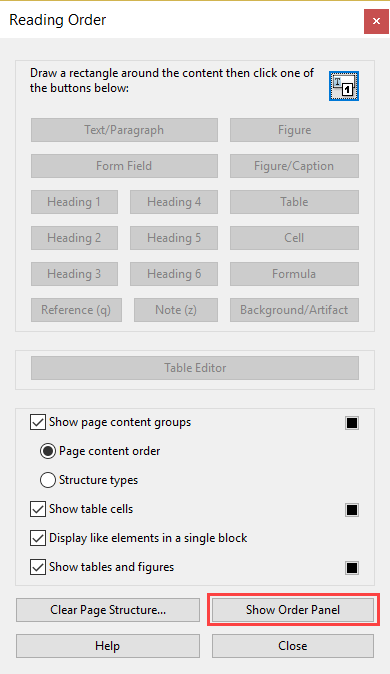 Reading Order
Draw a rectangle around the content then click one of
the buttons below:
Text/Paragraph Figure
Form Field Figure/Caption
Heading 1 Heading 4 Table
Heading 2 Heading 5 Cell
Heading 3 Heading 6 Formula
Reference (q) Note (z) Background/Artifact
Table Editor
Show page content groups
Page content order
Structure types
Show table cells
Display like elements in a single block
Show tables and figures
Clear Page Structure... Show Order Panel
Help Close